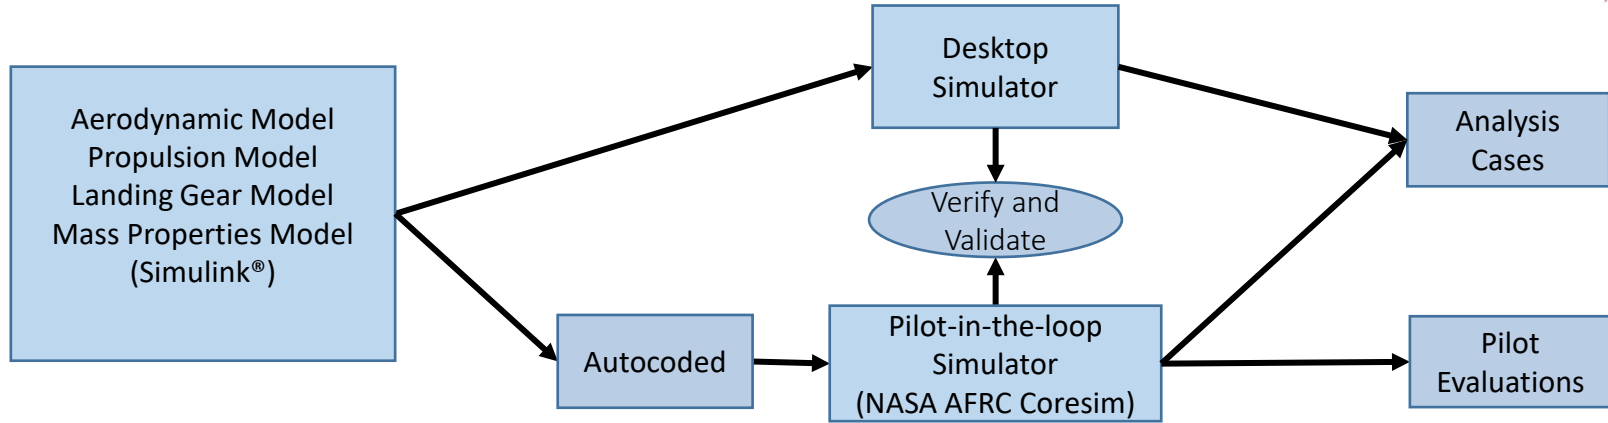 Aerodynamic Model
Propulsion Model
Landing Gear Model
Mass Properties Model
(Simulink®)
Desktop
Simulator
Verify and
Validate
Autocoded
Pilot-in-the-loop
Simulator
(NASA AFRC Coresim)
Analysis
Cases
Pilot
Evaluations